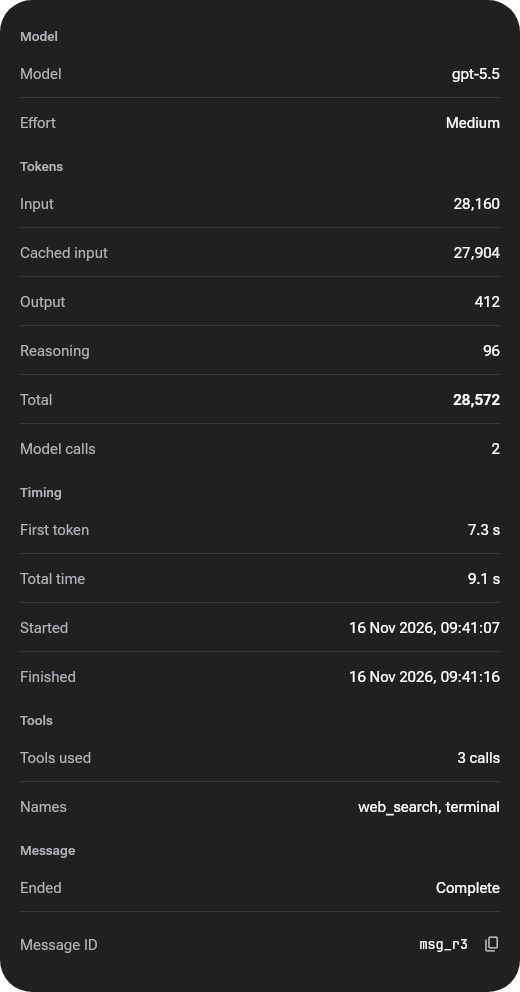 Model
Model gpt-5.5
Effort Medium
Tokens
Input 28,160
Cached input 27,904
Output 412
Reasoning 96
Total 28,572
Model calls 2
Timing
First token 7.3 s
Total time 9.1 s
Started 16 Nov 2026, 09:41:07
Finished 16 Nov 2026, 09:41:16
Tools
Tools used 3 calls
Names web_search, terminal
Message
Ended Complete
Message ID msg_r3